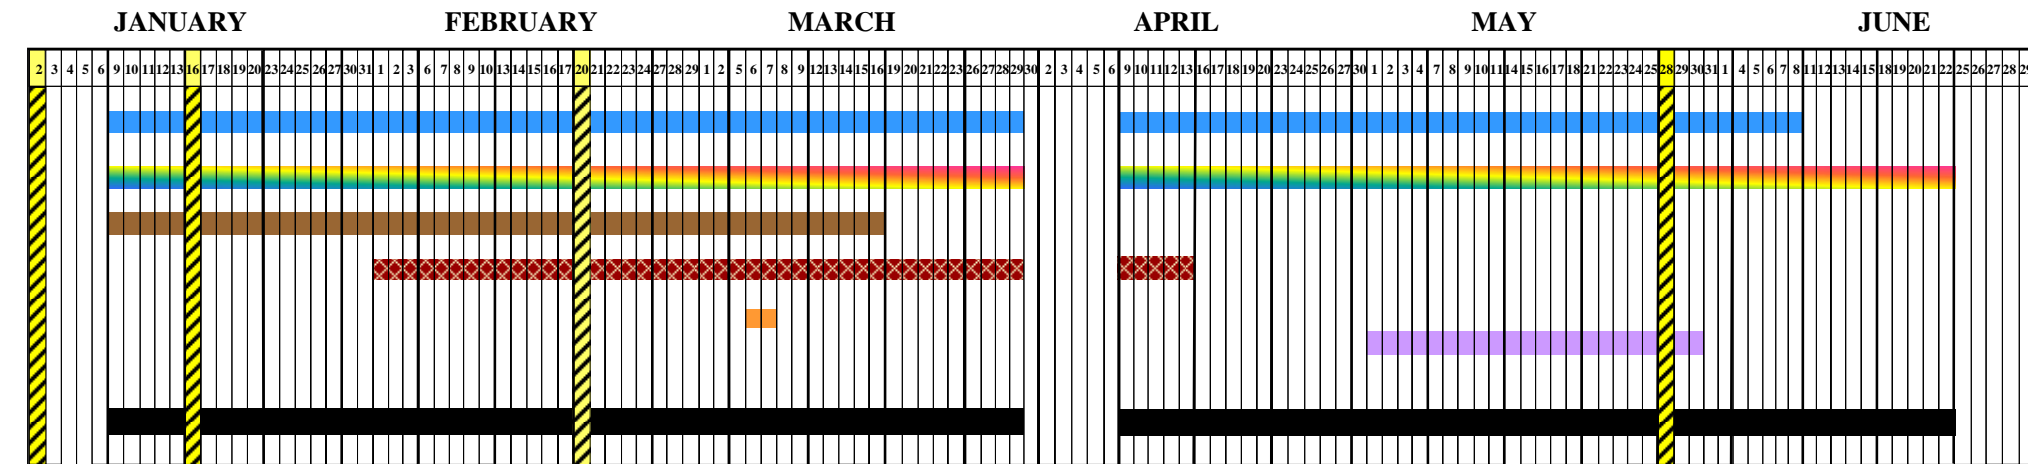 JANUARY FEBRUARY MARCH APRIL MAY JUNE
2 3 4 5 6 9 10 11 12 13 16 17 18 19 20 23 24 25 26 27 30 31 1 2 3 6 7 8 9 10 13 14 15 16 17 20 21 22 23 24 27 28 29 1 2 5 6 7 8 9 12 13 14 15 16 19 20 21 22 23 26 27 28 29 30 2 3 4 5 6 9 10 11 12 13 16 17 18 19 20 23 24 25 26 27 30 1 2 3 4 7 8 9 10 11 14 15 16 17 18 21 22 23 24 25 28 29 30 31 1 4 5 6 7 8 11 12 13 14 15 18 19 20 21 22 25 26 27 28 29